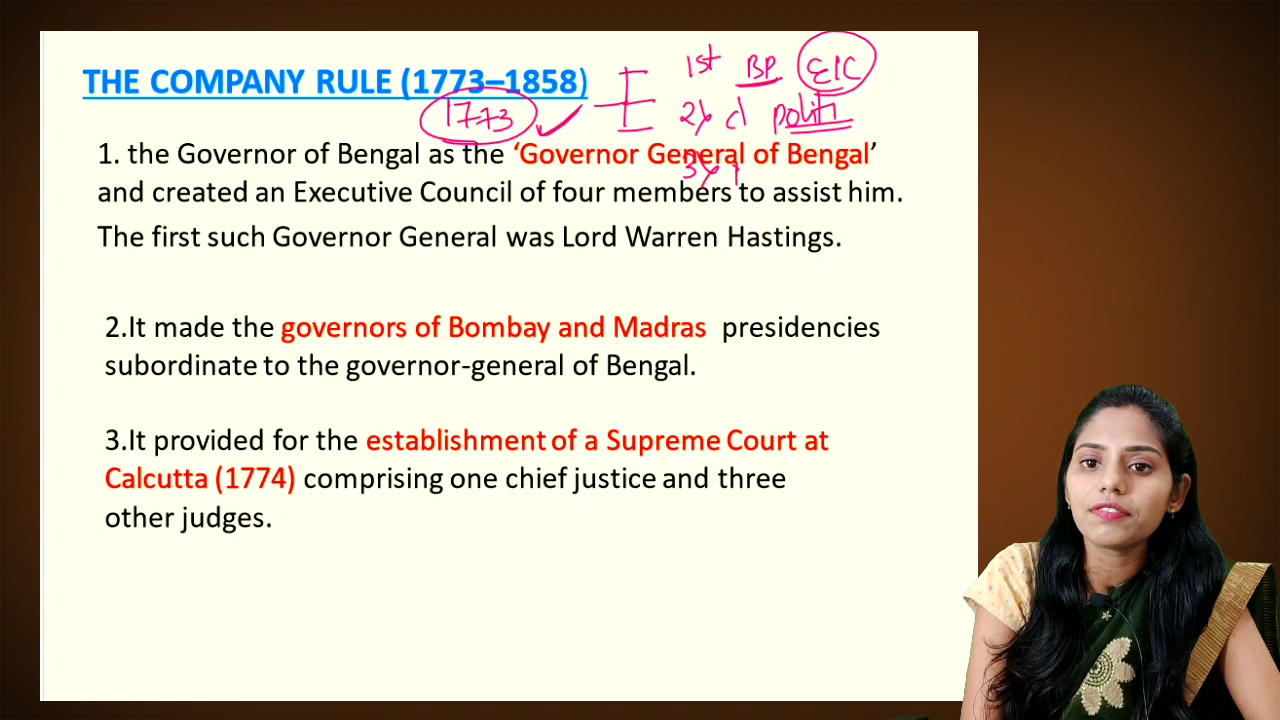 THE COMPANY RULE (1773–1858)
1st BP EIC
1773
2) d politi
1. the Governor of Bengal as the ‘Governor General of Bengal’
3)
and created an Executive Council of four members to assist him.
The first such Governor General was Lord Warren Hastings.
2.It made the governors of Bombay and Madras presidencies
subordinate to the governor-general of Bengal.
3.It provided for the establishment of a Supreme Court at
Calcutta (1774) comprising one chief justice and three
other judges.